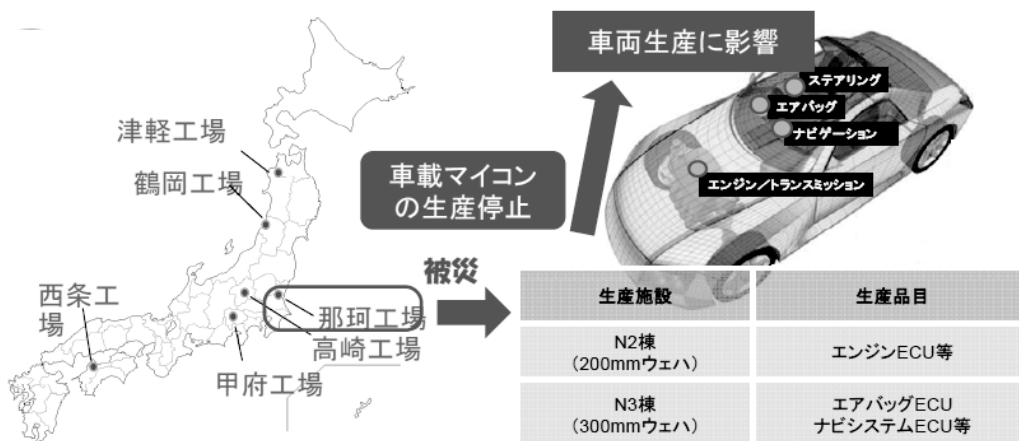 車両生産に影響
ステアリング
エアバッグ
ナビゲーション
エンジン／トランスミッション
津軽工場
鶴岡工場
車載マイコン
の生産停止
被災
西条工
場
那珂工場
高崎工場
甲府工場
生産施設
生産品目
N2棟
（200mmウェハ）
エンジンECU等
N3棟
（300mmウェハ）
エアバッグECU
ナビシステムECU等